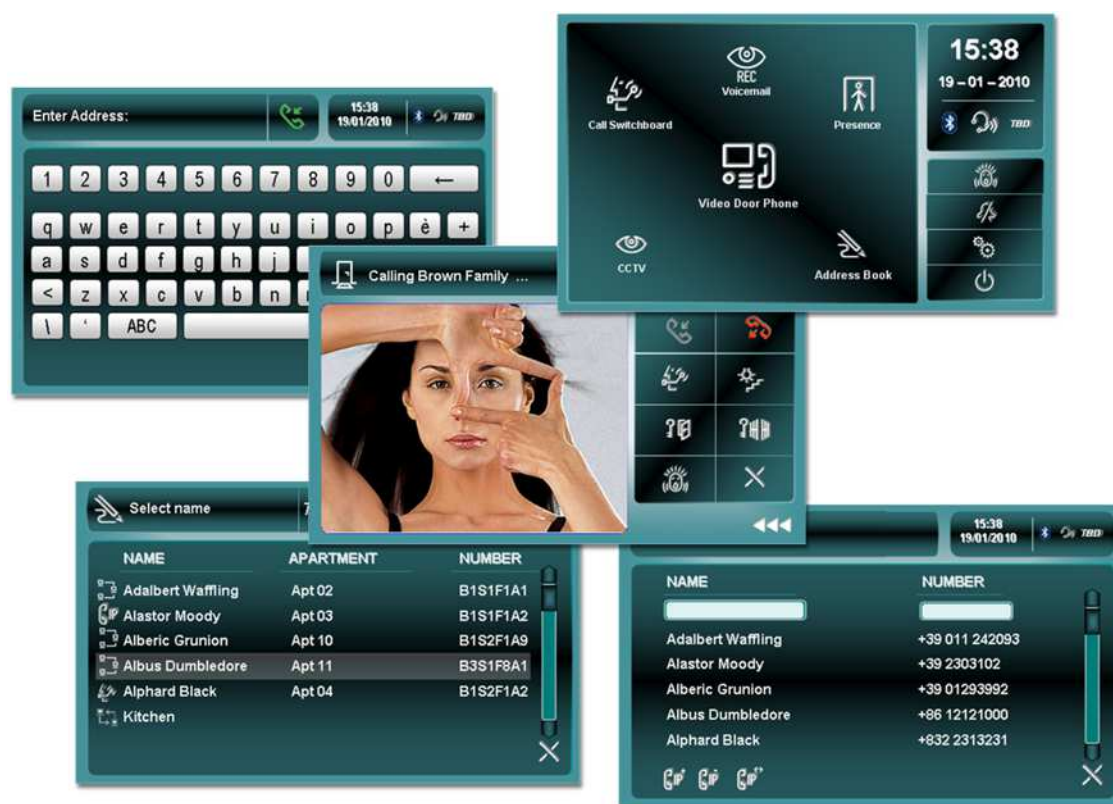 Enter Address:
15:38
19/01/2010
TBD
1 2 3 4 5 6 7 8 9 0 ←
q w e r t y u i o p è +
a s d f g h j
< z x c v b n
\ ' ABC
REC
Voicemail
Call Switchboard
Presence
Video Door Phone
CCTV
Address Book
15:38
19 – 01 – 2010
TBD
Calling Brown Family ...
Select name
NAME APARTMENT NUMBER
Adalbert Waffling Apt 02 B1S1F1A1
IP Alastor Moody Apt 03 B1S1F1A2
Alberic Grunion Apt 10 B1S2F1A9
Albus Dumbledore Apt 11 B3S1F8A1
Alphard Black Apt 04 B1S2F1A2
Kitchen
15:38
19/01/2010
TBD
NAME NUMBER
Adalbert Waffling +39 011 242093
Alastor Moody +39 2303102
Alberic Grunion +39 01293992
Albus Dumbledore +86 12121000
Alphard Black +832 2313231
IP IP IP